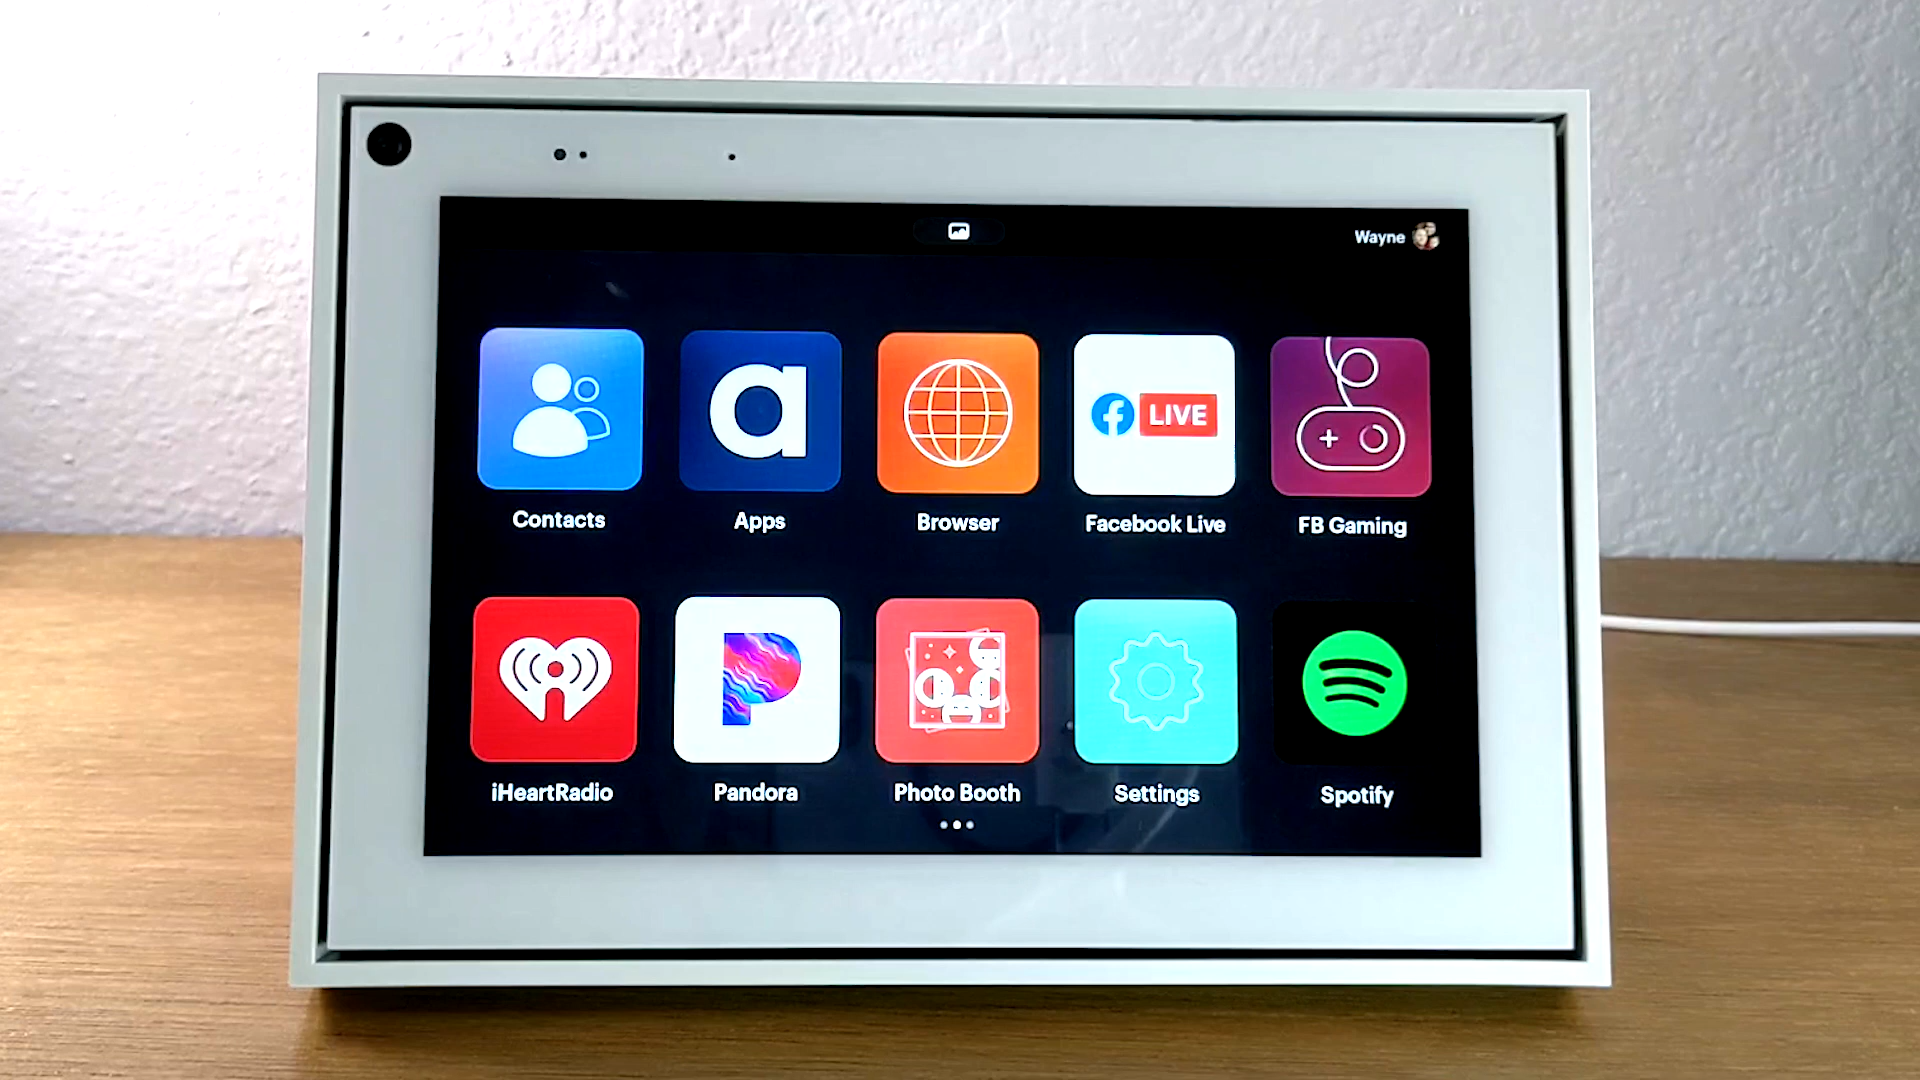 Wayne
a
LIVE
Contacts
Apps
Browser
Facebook Live
FB Gaming
iHeartRadio
Pandora
Photo Booth
Settings
Spotify